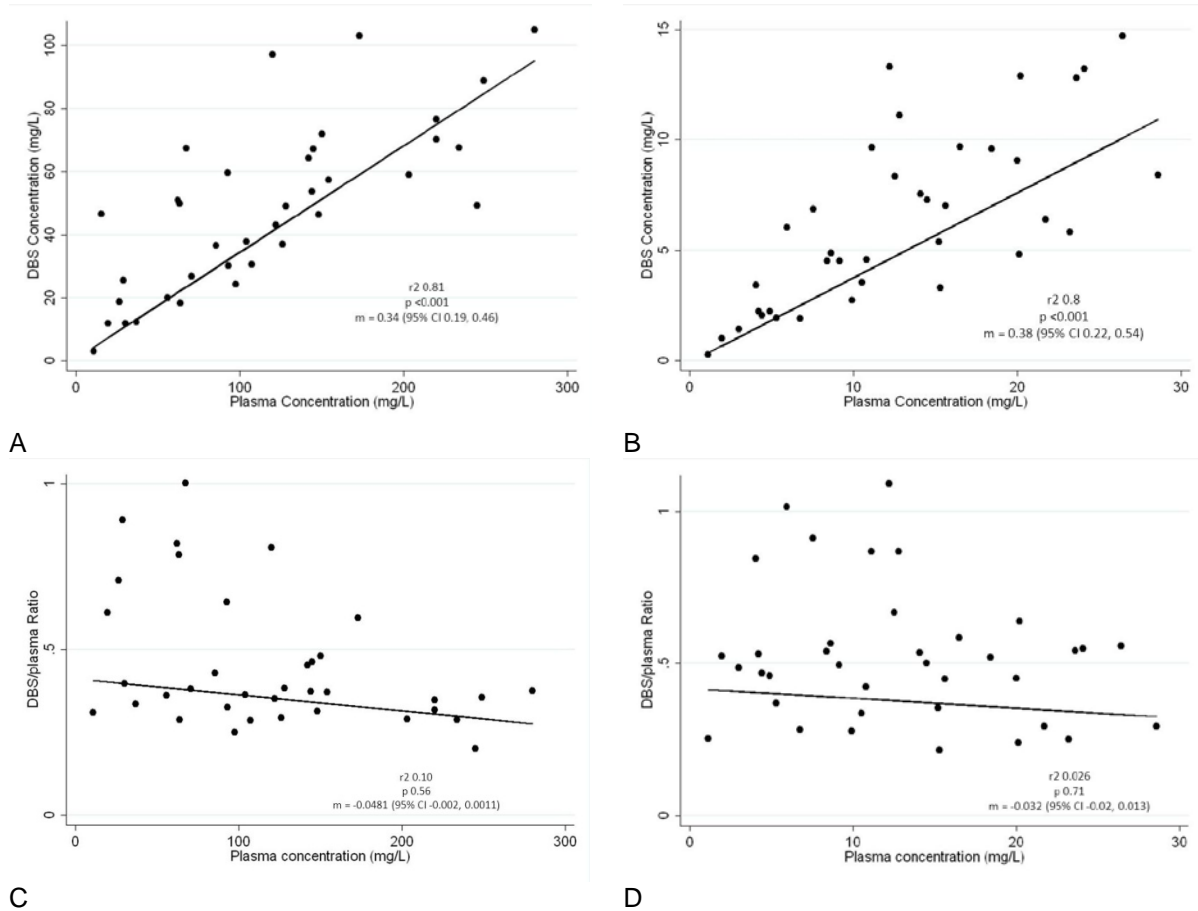 100
80
60
40
20
0
DBS Concentration (mg/L)
r2 0.81
p <0.001
m = 0.34 (95% CI 0.19, 0.46)
0
100
200
300
Plasma Concentration (mg/L)
A
15
10
5
0
DBS Concentration (mg/L)
r2 0.8
p <0.001
m = 0.38 (95% CI 0.22, 0.54)
0
10
20
30
Plasma Concentration (mg/L)
B
1
.5
0
DBS/plasma Ratio
r2 0.10
p 0.56
m = -0.0481 (95% CI -0.002, 0.0011)
0
100
200
300
Plasma concentration (mg/L)
C
1
.5
0
DBS/plasma Ratio
r2 0.026
p 0.71
m = -0.032 (95% CI -0.02, 0.013)
0
10
20
30
Plasma concentration (mg/L)
D